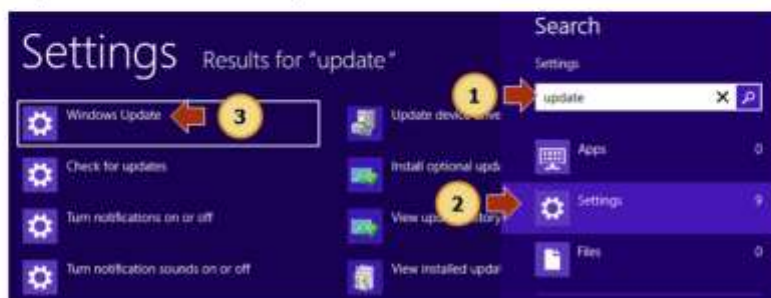 Settings Results for "update"
Windows Update
3
Check for updates
Turn notifications on or off
Turn notification sounds on or off
Update device drive
Install optional upda
View upd
View installed updat
Search
Settings
1
update X
Apps 0
2
Settings 9
Files 0